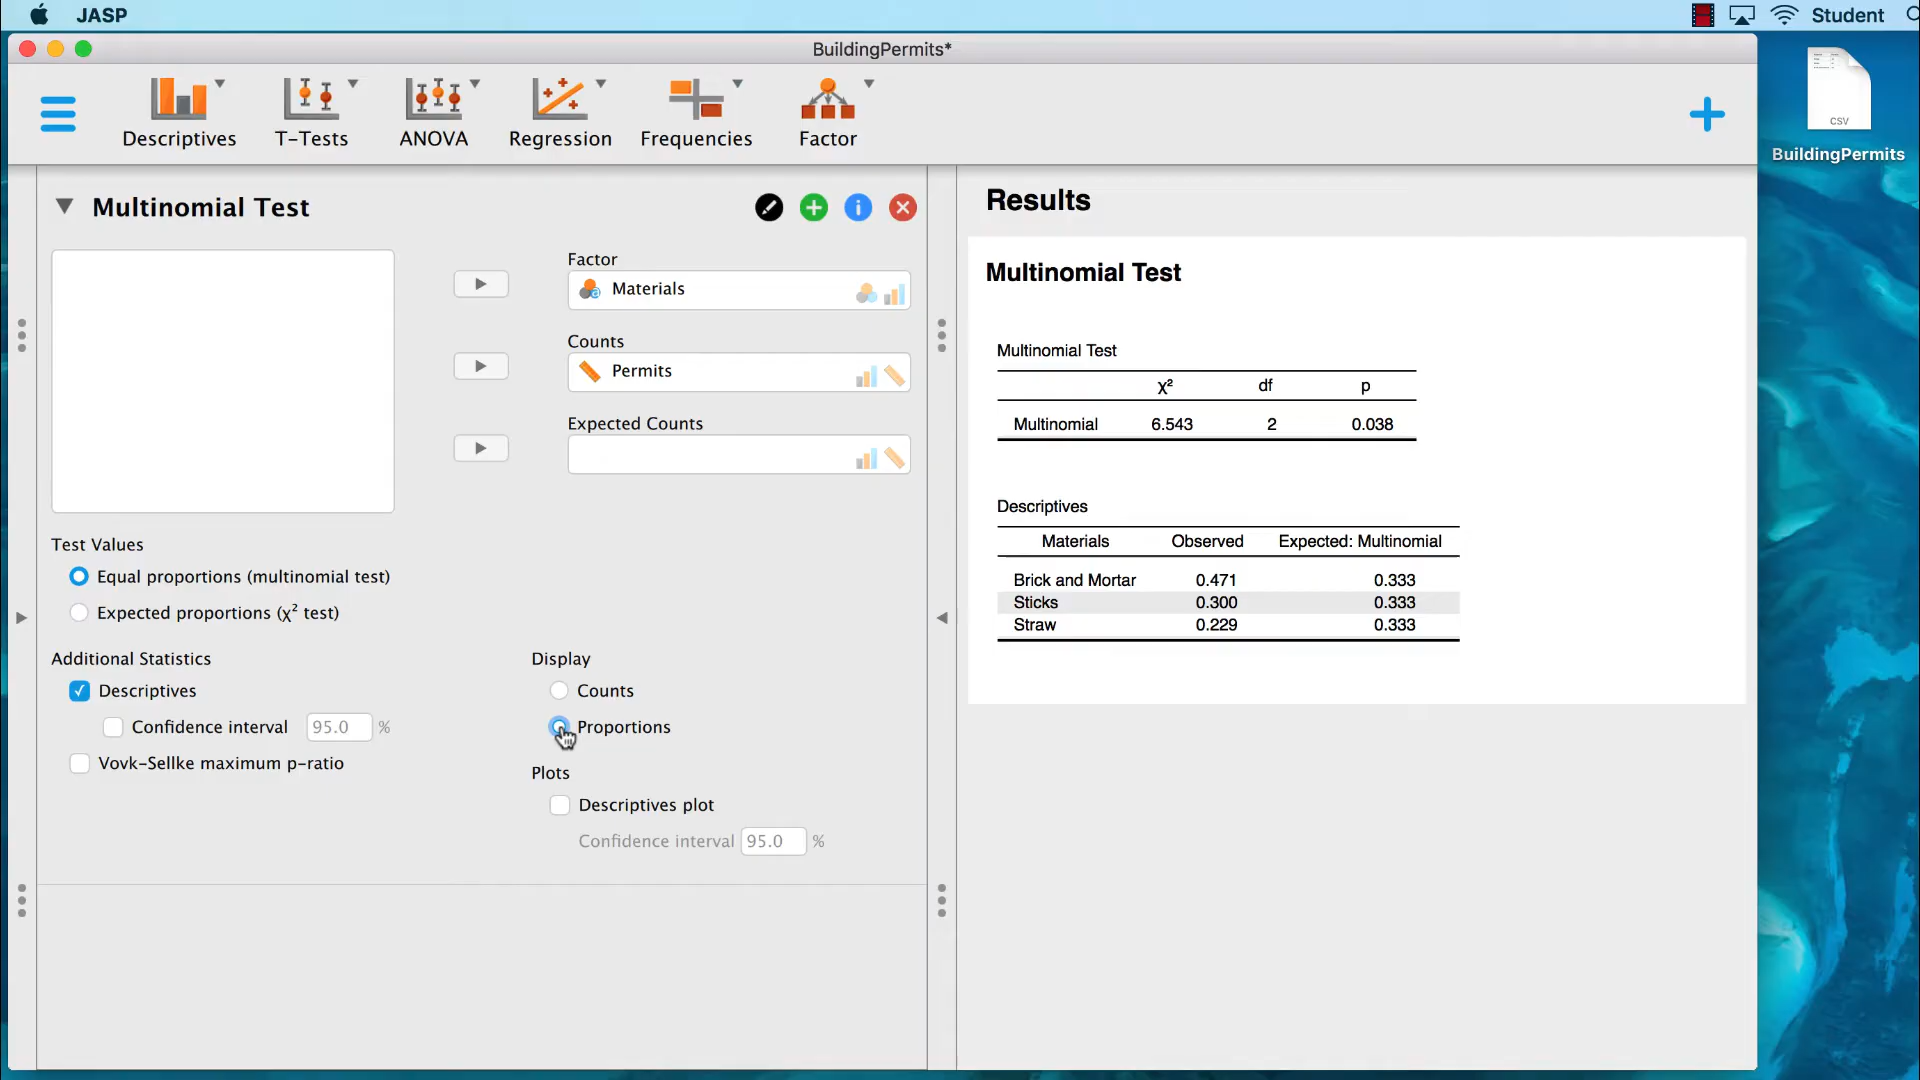 JASP
Student
BuildingPermits*
Descriptives
T-Tests
ANOVA
Regression
Frequencies
Factor
CSV
BuildingPermits
Multinomial Test
Factor
Materials
Counts
Permits
Expected Counts
Test Values
Equal proportions (multinomial test)
Expected proportions (χ² test)
Additional Statistics
Descriptives
Confidence interval 95.0 %
Vovk-Sellke maximum p-ratio
Display
Counts
Proportions
Plots
Descriptives plot
Confidence interval 95.0 %
Results
Multinomial Test
Multinomial Test
χ² df p
Multinomial 6.543 2 0.038
Descriptives
Materials Observed Expected: Multinomial
Brick and Mortar 0.471 0.333
Sticks 0.300 0.333
Straw 0.229 0.333